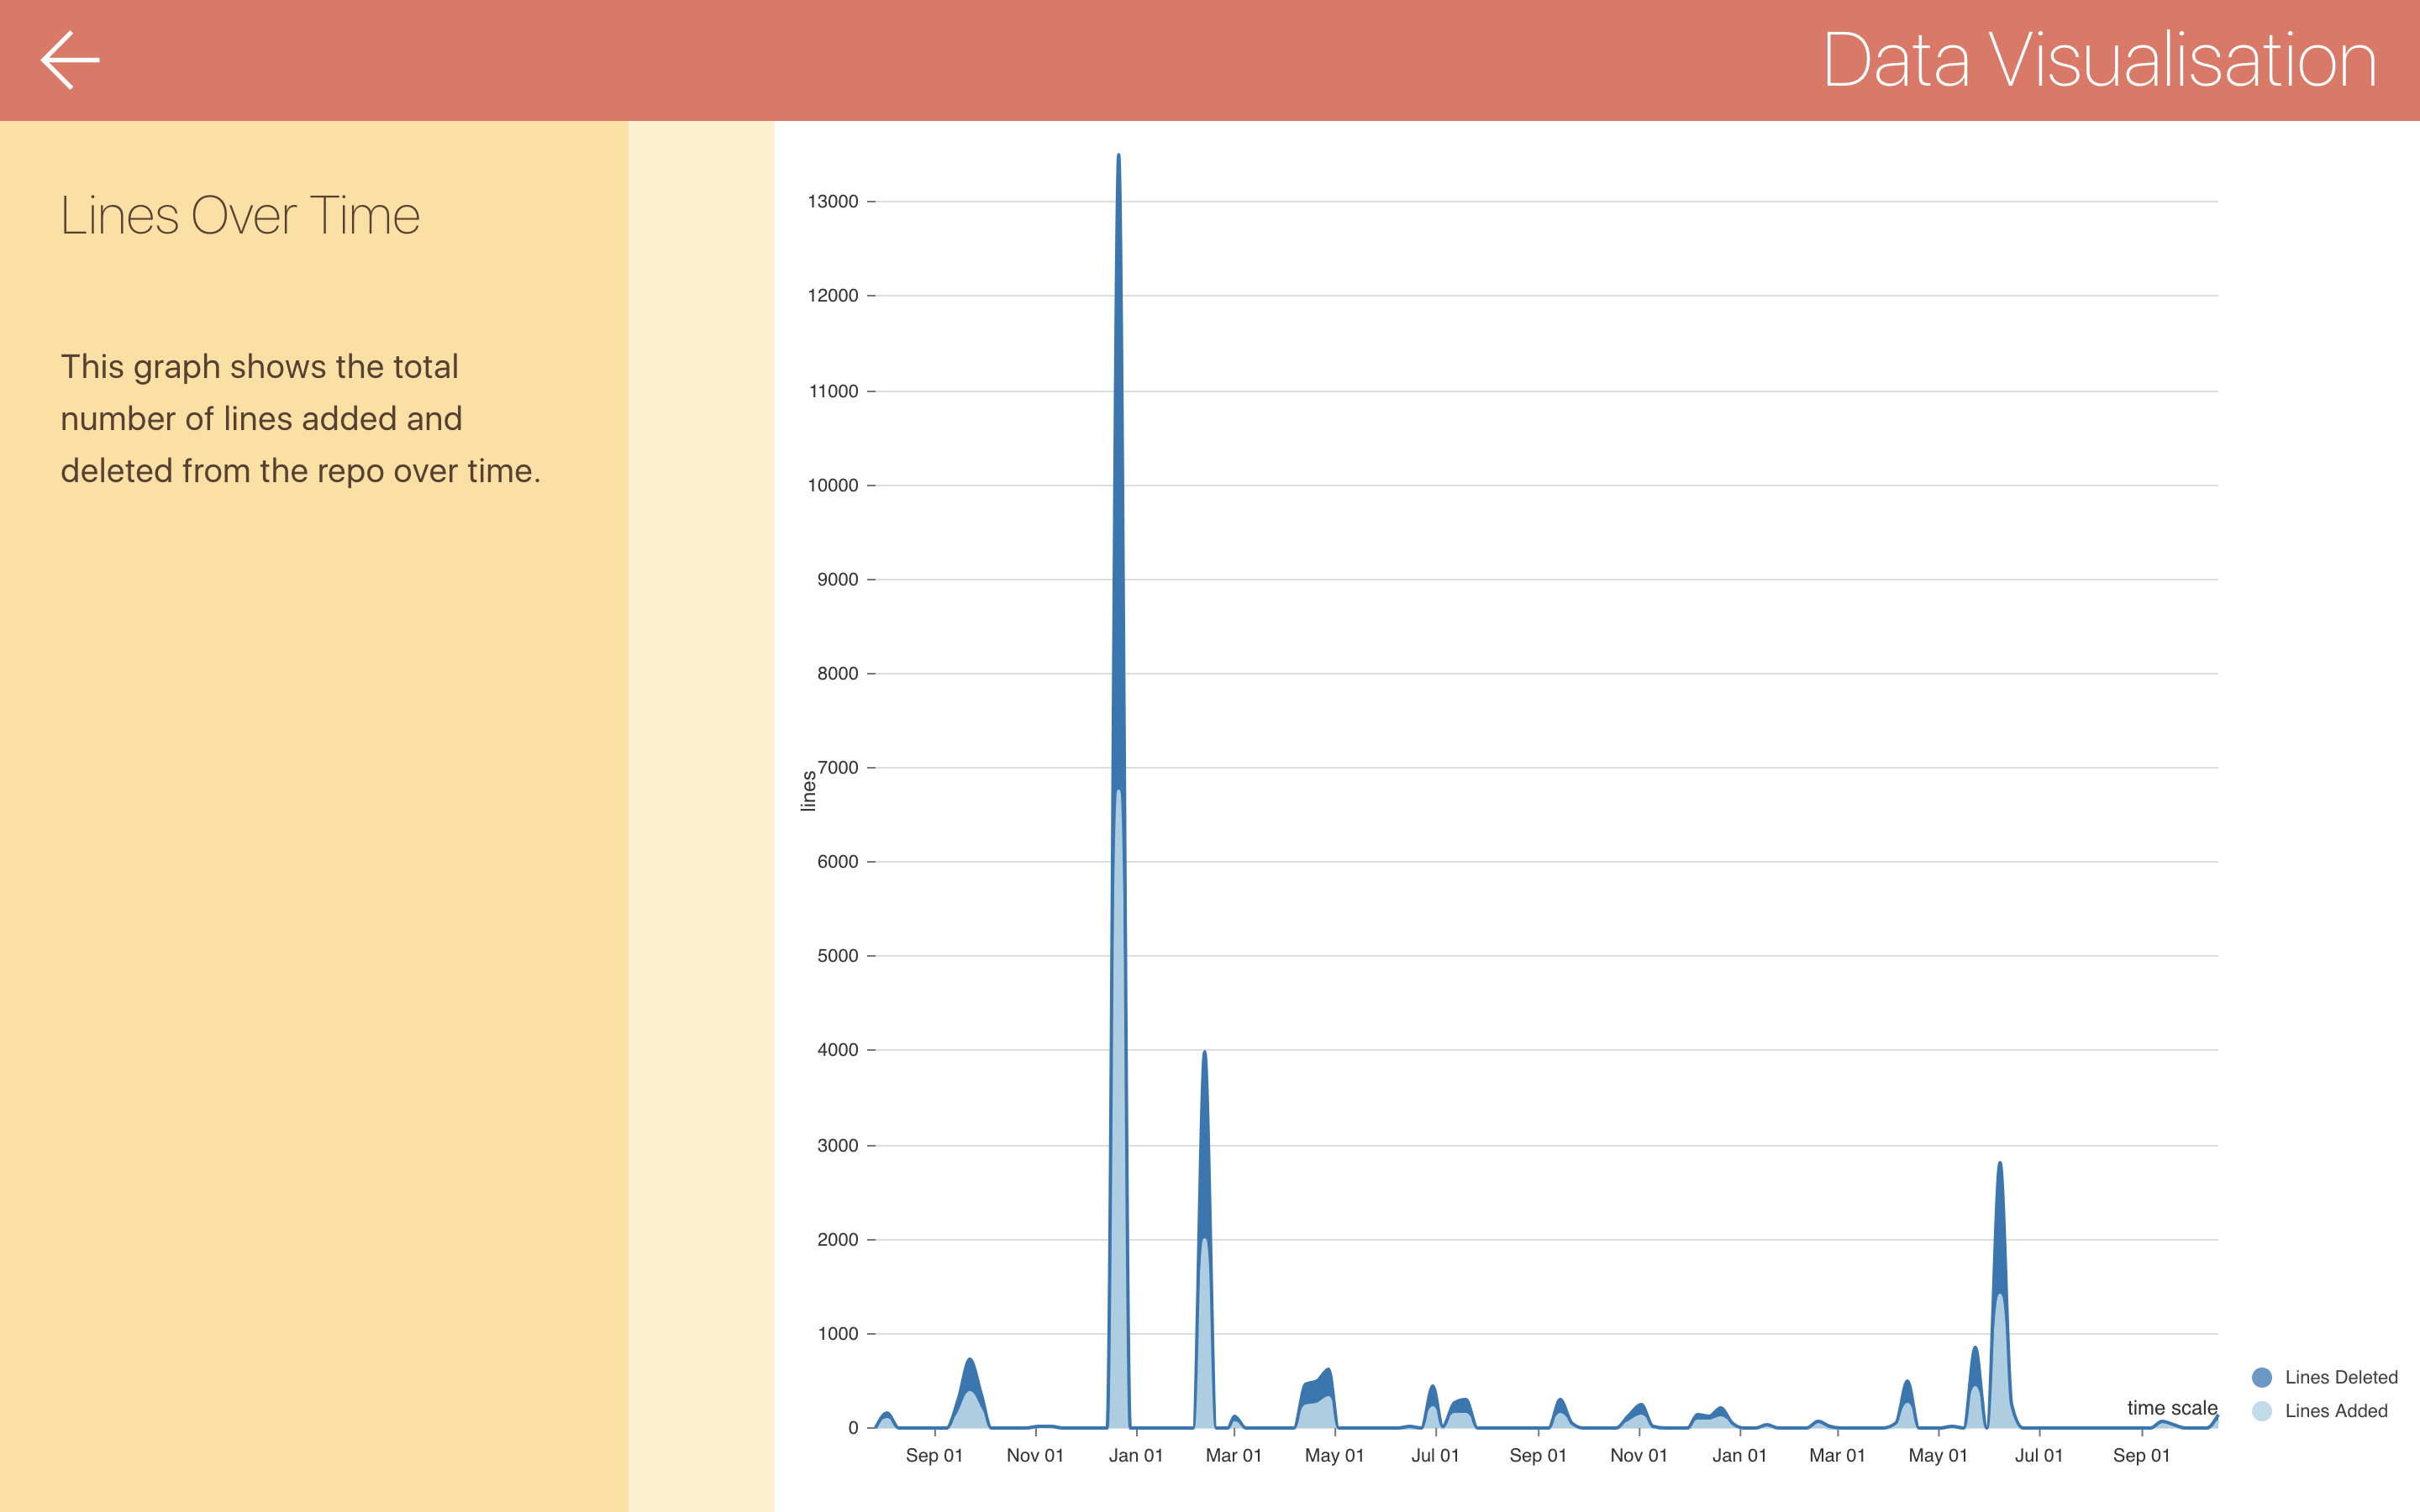 Data Visualisation
Lines Over Time
This graph shows the total
number of lines added and
deleted from the repo over time.
13000
12000
11000
10000
9000
8000
7000
lines
6000
5000
4000
3000
2000
1000
0
time scale
Lines Deleted
Lines Added
Sep 01 Nov 01 Jan 01 Mar 01 May 01 Jul 01 Sep 01 Nov 01 Jan 01 Mar 01 May 01 Jul 01 Sep 01